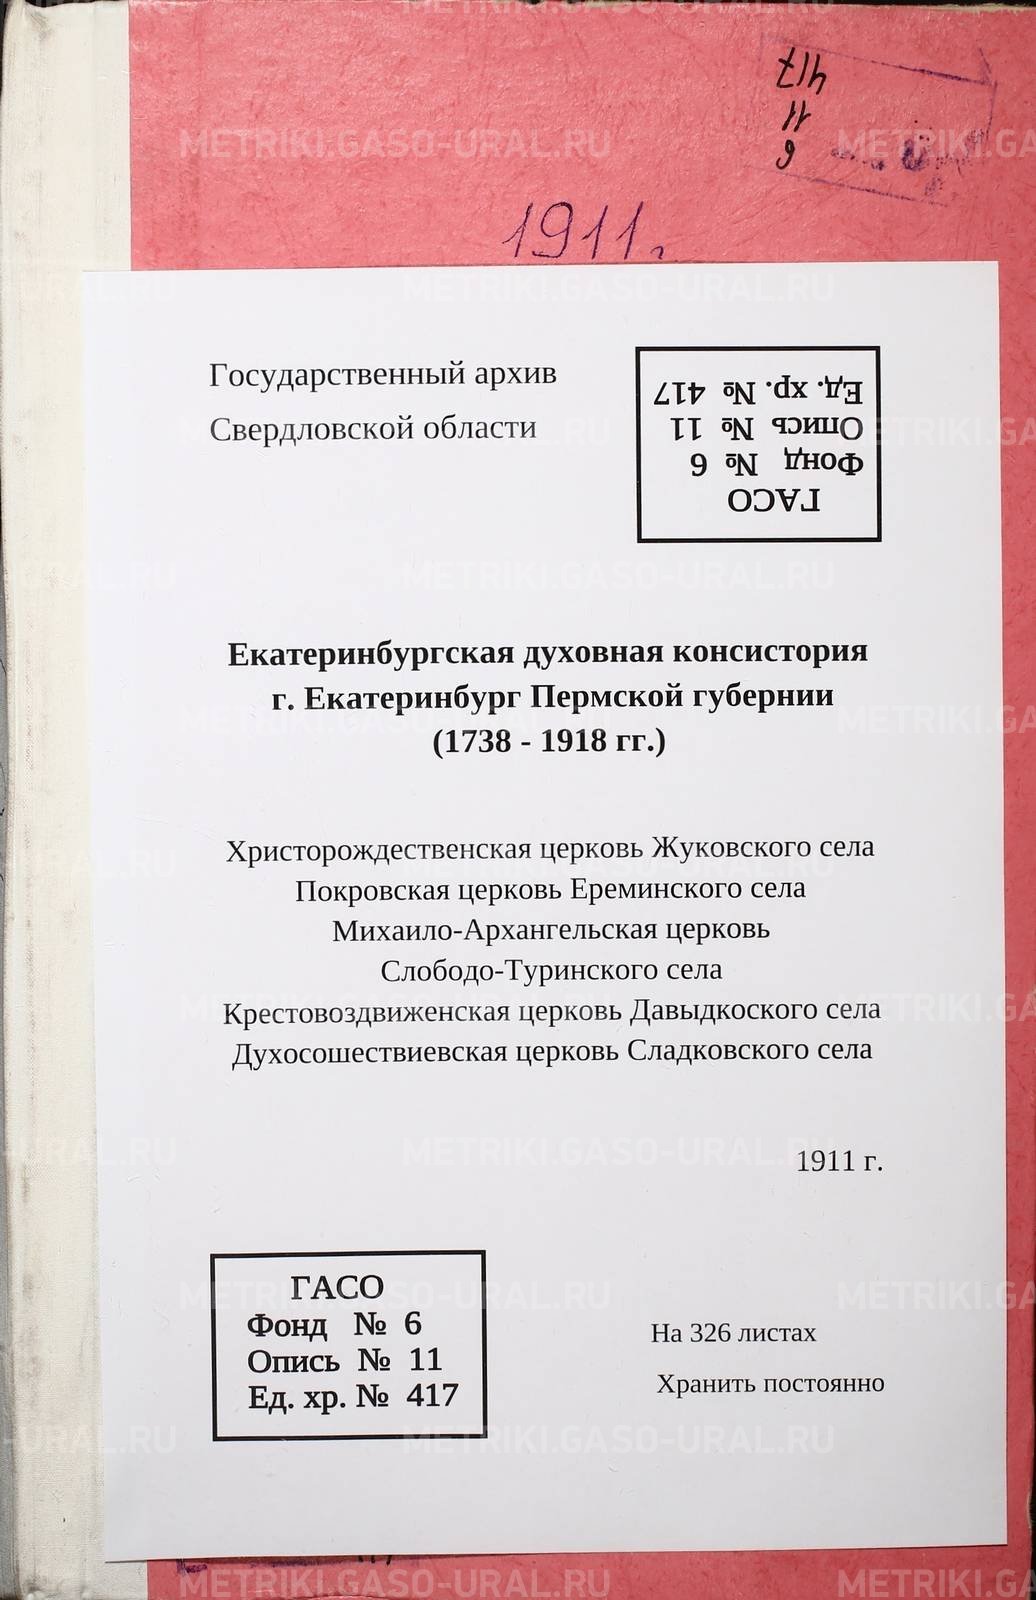 417
11
6
1911 г.
Государственный архив
Свердловской области
ГАСО
Фонд № 6
Опись № 11
Ед. хр. № 417
Екатеринбургская духовная консистория
г. Екатеринбург Пермской губернии
(1738 - 1918 гг.)
Христорождественская церковь Жуковского села
Покровская церковь Ереминского села
Михаило-Архангельская церковь
Слободо-Туринского села
Крестовоздвиженская церковь Давыдкоского села
Духосошествиевская церковь Сладковского села
1911 г.
ГАСО
Фонд № 6
Опись № 11
Ед. хр. № 417
На 326 листах
Хранить постоянно
METRIKI.GASO-URAL.RU